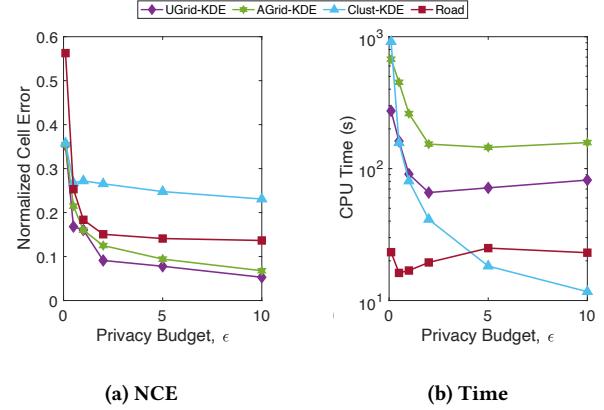 UGrid-KDE AGrid-KDE Clust-KDE Road
0.6
0.5
0.4
0.3
0.2
0.1
0
Normalized Cell Error
0 5 10
Privacy Budget, ϵ
(a) NCE
10³
10²
10¹
CPU Time (s)
0 5 10
Privacy Budget, ϵ
(b) Time